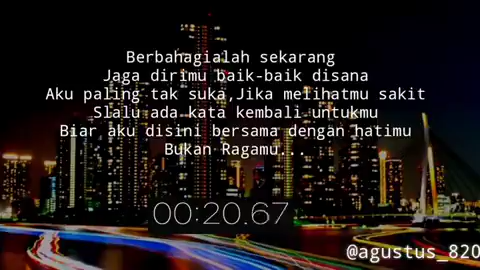 Berbahagialah sekarang
Jaga dirimu baik-baik disana
Aku paling tak suka,Jika melihatmu sakit
Slalu ada kata kembali untukmu
Biar aku disini bersama dengan hatimu
Bukan Ragamu...
00:20.67
@agustus_820